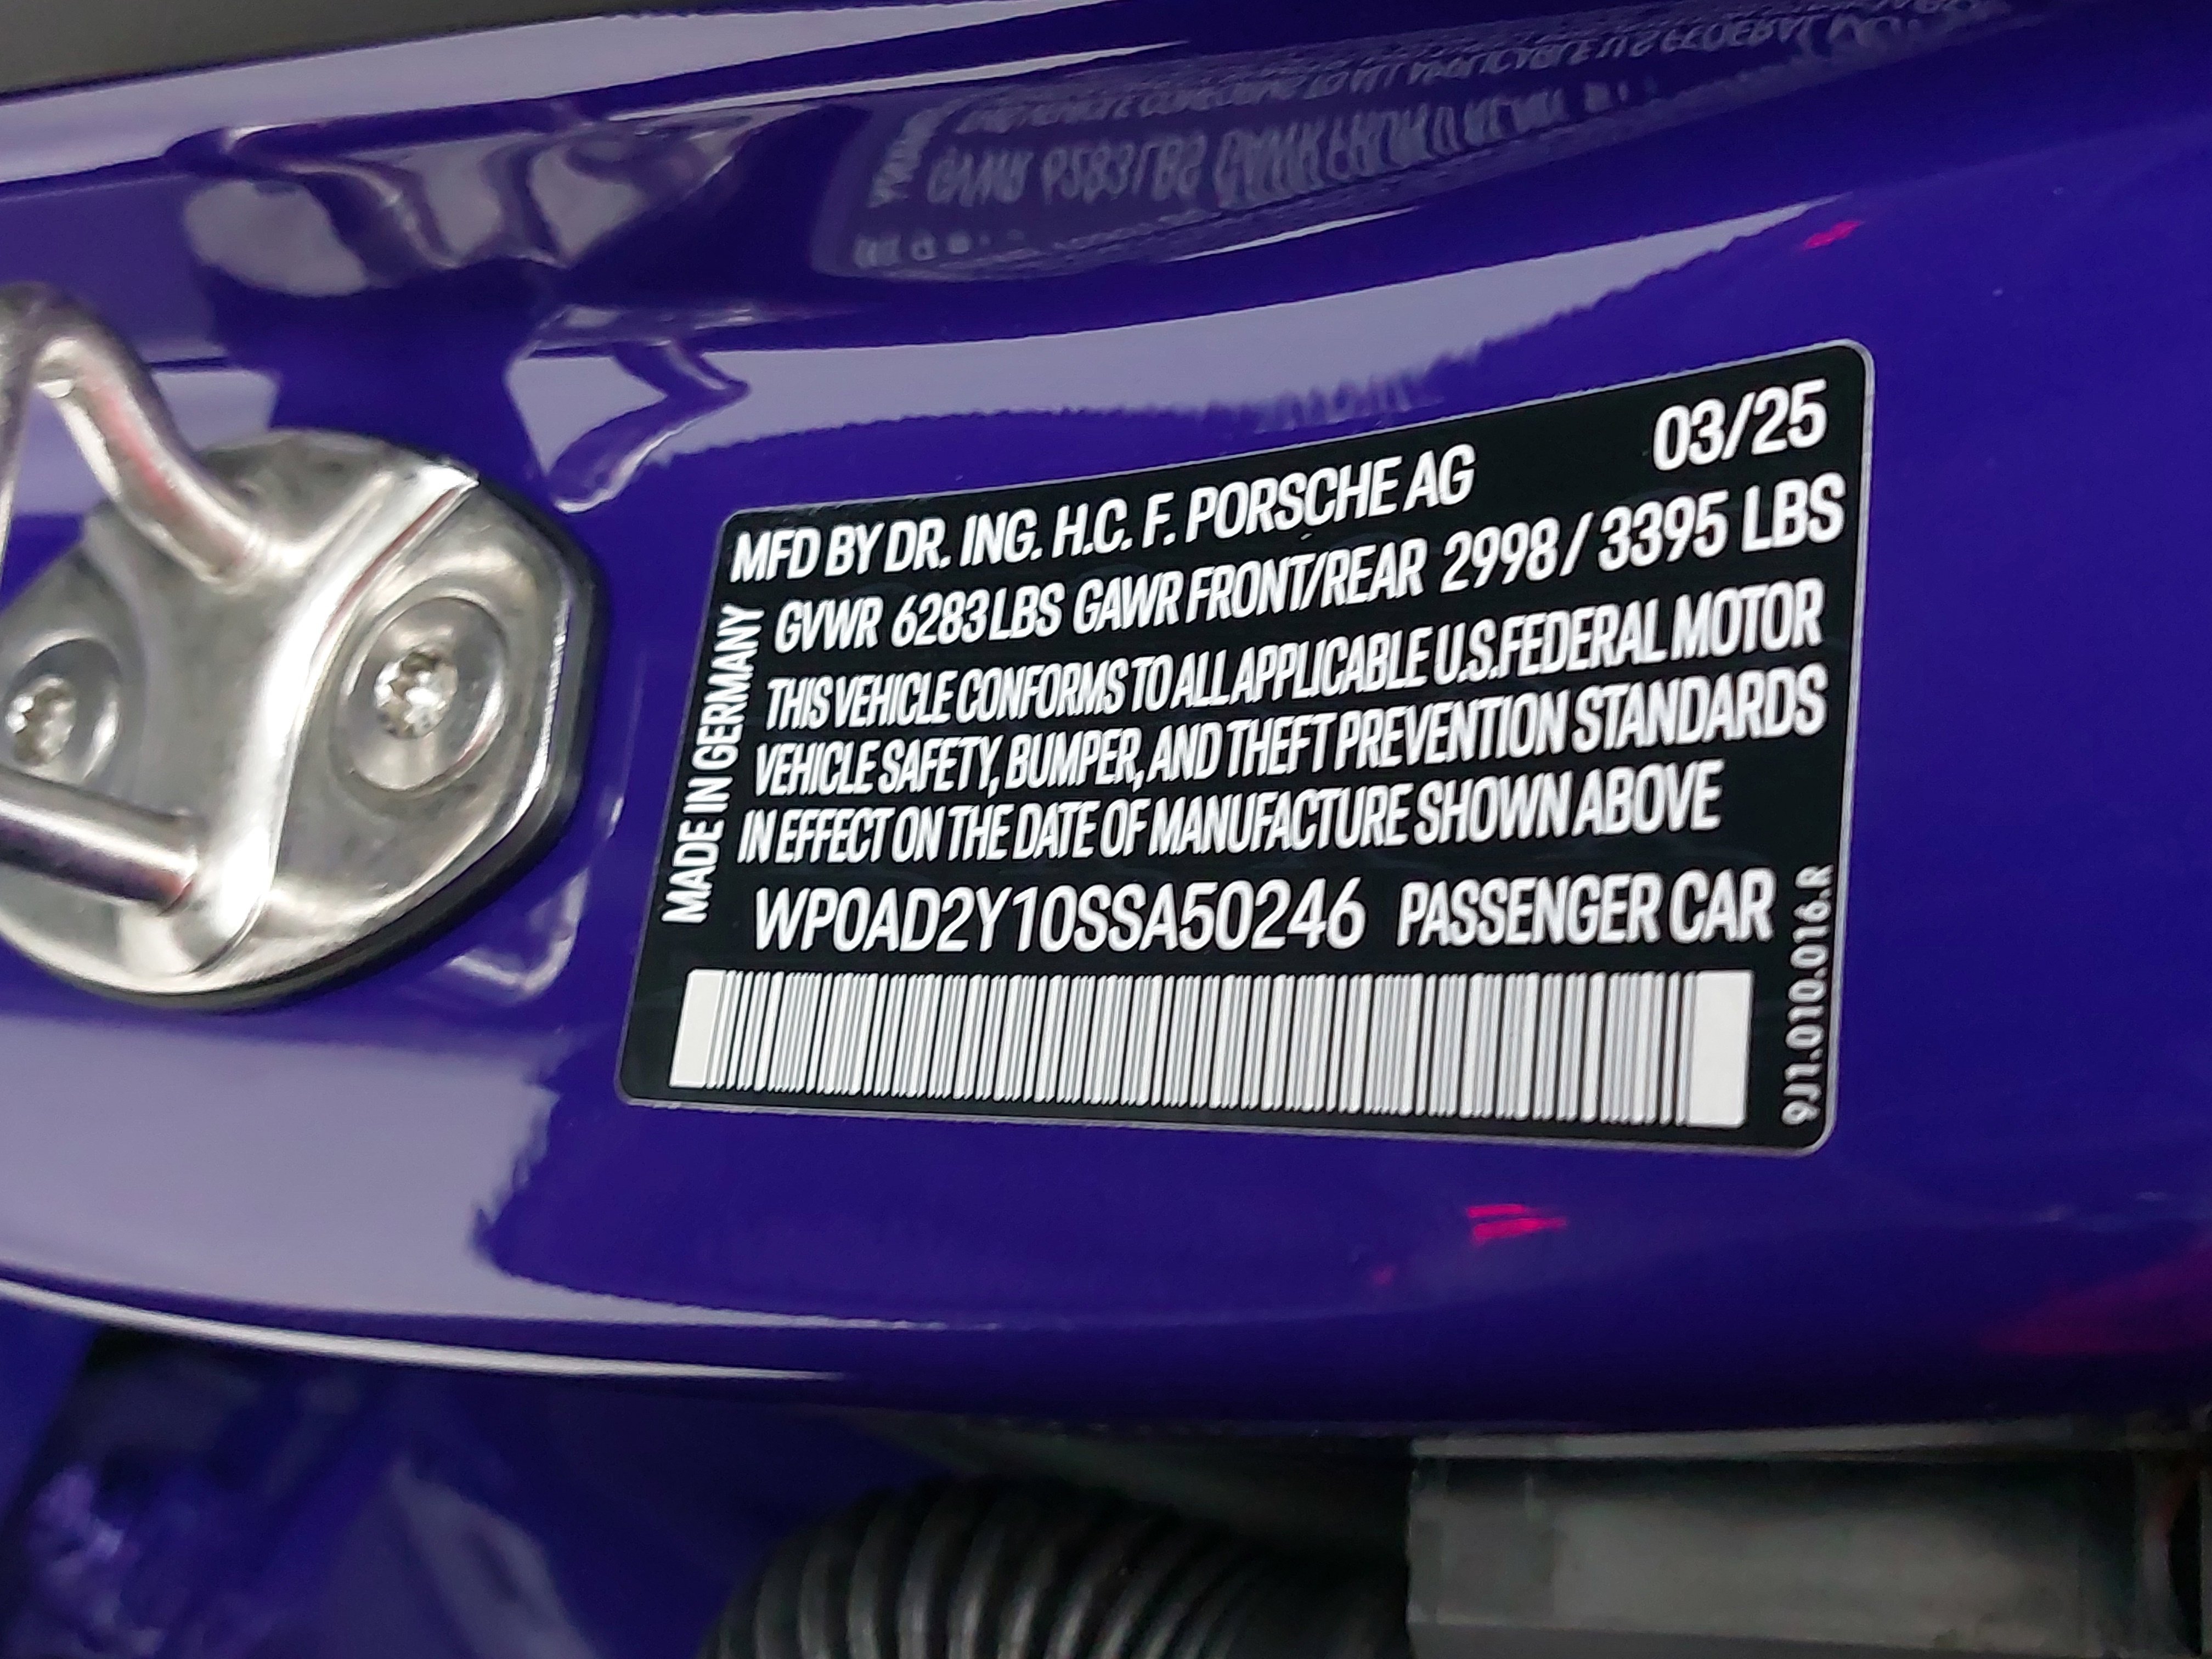 MFD BY DR. ING. H.C. F. PORSCHE AG 03/25
GVWR 6283 LBS GAWR FRONT/REAR 2998 / 3395 LBS
THIS VEHICLE CONFORMS TO ALL APPLICABLE U.S. FEDERAL MOTOR
VEHICLE SAFETY, BUMPER, AND THEFT PREVENTION STANDARDS
IN EFFECT ON THE DATE OF MANUFACTURE SHOWN ABOVE
WP0AD2Y10SSA50246 PASSENGER CAR
MADE IN GERMANY
9J1.010.016.R